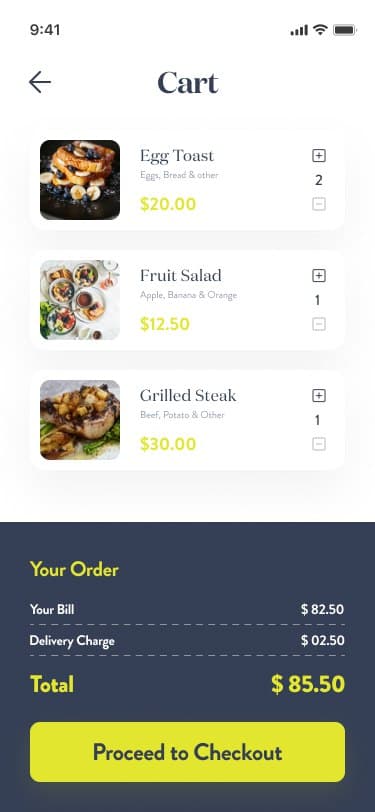 9:41
Cart
Egg Toast
Eggs, Bread & other
$20.00
2
Fruit Salad
Apple, Banana & Orange
$12.50
1
Grilled Steak
Beef, Potato & Other
$30.00
1
Your Order
Your Bill $ 82.50
Delivery Charge $ 02.50
Total $ 85.50
Proceed to Checkout